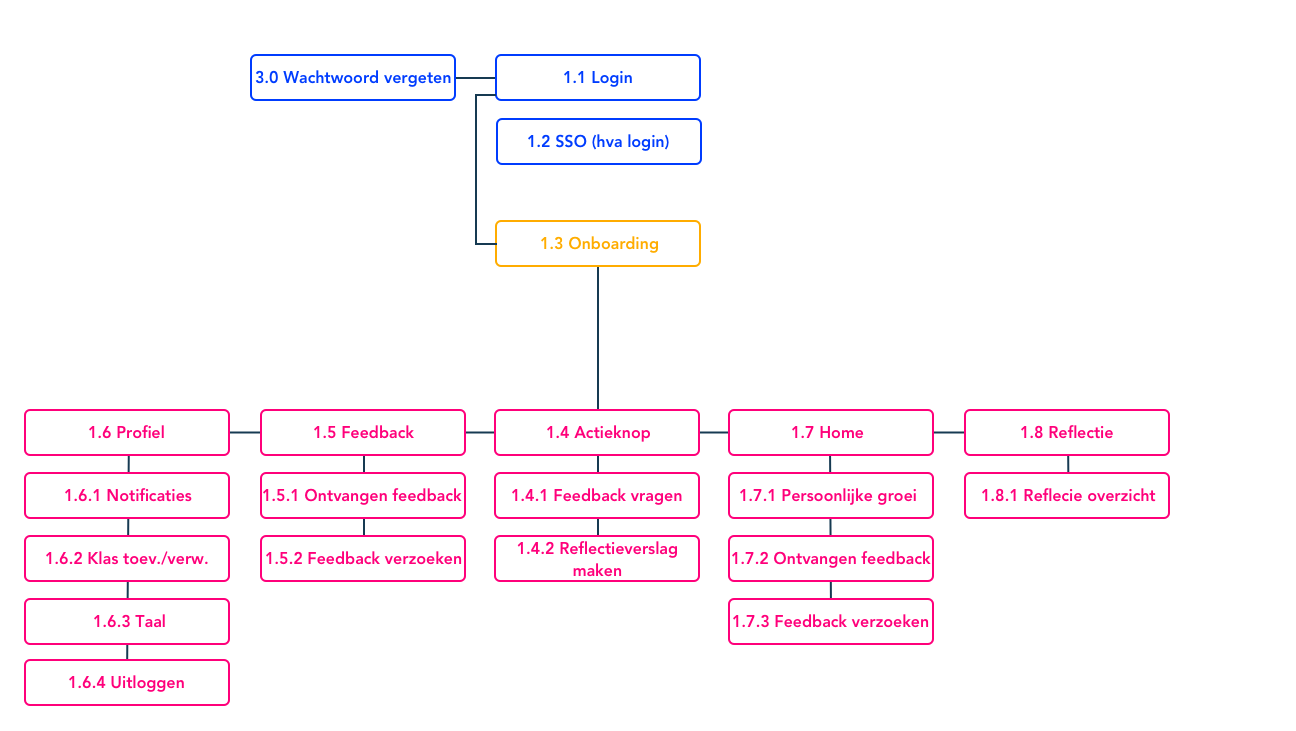 3.0 Wachtwoord vergeten
1.1 Login
1.2 SSO (hva login)
1.3 Onboarding
1.6 Profiel
1.5 Feedback
1.4 Actieknop
1.7 Home
1.8 Reflectie
1.6.1 Notificaties
1.5.1 Ontvangen feedback
1.4.1 Feedback vragen
1.7.1 Persoonlijke groei
1.8.1 Reflecie overzicht
1.6.2 Klas toev./verw.
1.5.2 Feedback verzoeken
1.4.2 Reflectieverslag
maken
1.7.2 Ontvangen feedback
1.6.3 Taal
1.7.3 Feedback verzoeken
1.6.4 Uitloggen